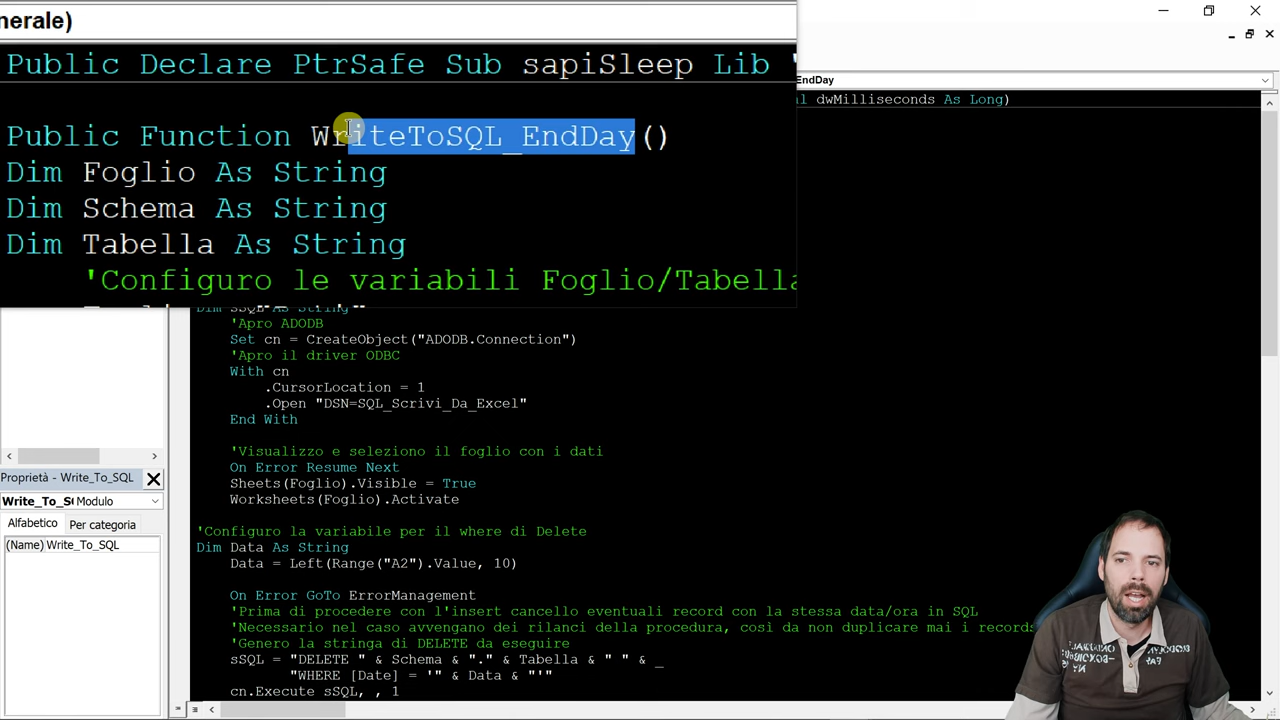 nerale)
Public Declare PtrSafe Sub sapiSleep Lib '
EndDay
al dwMilliseconds As Long)
Public Function WriteToSQL_EndDay()
Dim Foglio As String
Dim Schema As String
Dim Tabella As String
'Configuro le variabili Foglio/Tabella
Dim sSQL As String
'Apro ADODB
Set cn = CreateObject("ADODB.Connection")
'Apro il driver ODBC
With cn
.CursorLocation = 1
.Open "DSN=SQL_Scrivi_Da_Excel"
End With
'Visualizzo e seleziono il foglio con i dati
On Error Resume Next
Sheets(Foglio).Visible = True
Worksheets(Foglio).Activate
'Configuro la variabile per il where di Delete
Dim Data As String
Data = Left(Range("A2").Value, 10)
On Error GoTo ErrorManagement
'Prima di procedere con l'insert cancello eventuali record con la stessa data/ora in SQL
'Necessario nel caso avvengano dei rilanci della procedura, così da non duplicare mai i records
'Genero la stringa di DELETE da eseguire
sSQL = "DELETE " & Schema & "." & Tabella & " " & _
"WHERE [Date] = '" & Data & "'"
cn.Execute sSQL, , 1
Proprietà - Write_To_SQL
Write_To_S Modulo
Alfabetico Per categoria
(Name) Write_To_SQL